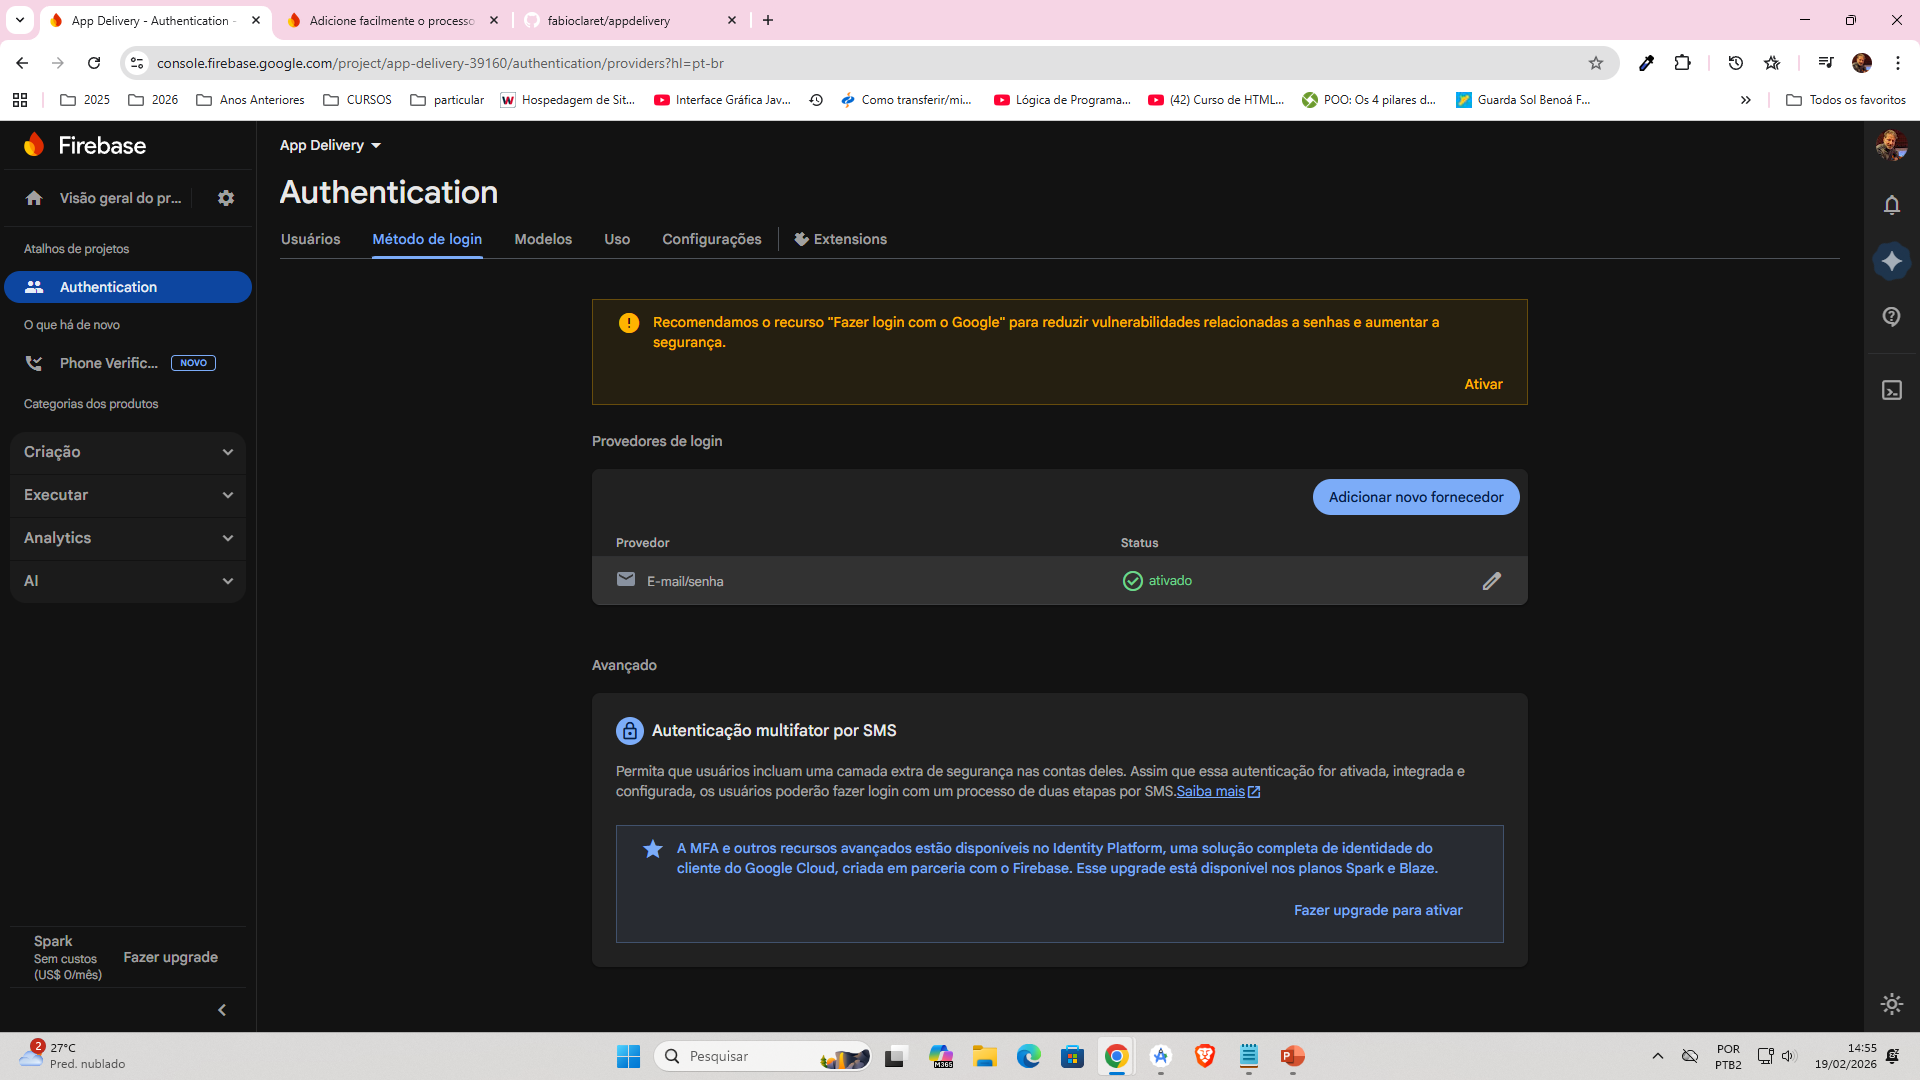 App Delivery - Authentication -
Adicione facilmente o processo
fabioclaret/appdelivery
console.firebase.google.com/project/app-delivery-39160/authentication/providers?hl=pt-br
2025
2026
Anos Anteriores
CURSOS
particular
Hospedagem de Sit...
Interface Gráfica Jav...
Como transferir/mi...
Lógica de Programa...
(42) Curso de HTML...
POO: Os 4 pilares d...
Guarda Sol Benoá F...
Todos os favoritos
Firebase
App Delivery
Visão geral do pr...
Authentication
Usuários
Método de login
Modelos
Uso
Configurações
Extensions
Atalhos de projetos
Authentication
O que há de novo
Phone Verific...
NOVO
Categorias dos produtos
Criação
Executar
Analytics
AI
Recomendamos o recurso "Fazer login com o Google" para reduzir vulnerabilidades relacionadas a senhas e aumentar a
segurança.
Ativar
Provedores de login
Adicionar novo fornecedor
Provedor
Status
E-mail/senha
ativado
Avançado
Autenticação multifator por SMS
Permita que usuários incluam uma camada extra de segurança nas contas deles. Assim que essa autenticação for ativada, integrada e
configurada, os usuários poderão fazer login com um processo de duas etapas por SMS.Saiba mais
A MFA e outros recursos avançados estão disponíveis no Identity Platform, uma solução completa de identidade do
cliente do Google Cloud, criada em parceria com o Firebase. Esse upgrade está disponível nos planos Spark e Blaze.
Fazer upgrade para ativar
Spark
Sem custos
(US$ 0/mês)
Fazer upgrade
2
27°C
Pred. nublado
Pesquisar
M365
POR
PTB2
14:55
19/02/2026